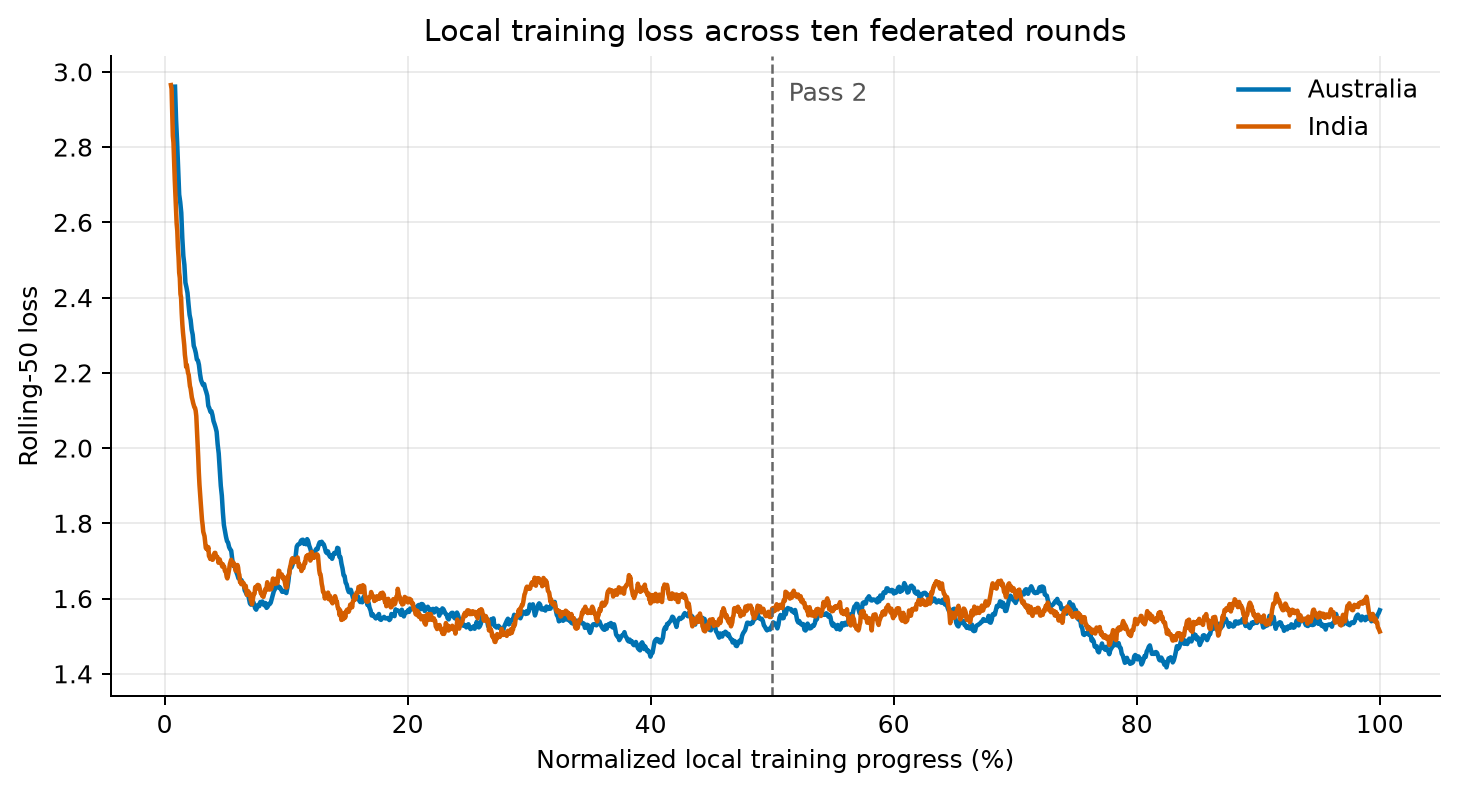 Local training loss across ten federated rounds
3.0
2.8
2.6
2.4
2.2
2.0
1.8
1.6
1.4
Rolling-50 loss
Pass 2
Australia
India
0 20 40 60 80 100
Normalized local training progress (%)